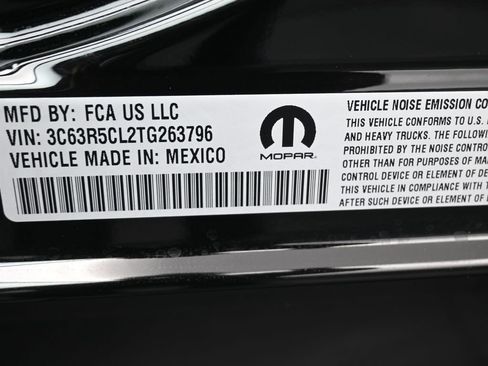 MFD BY: FCA US LLC
VIN: 3C63R5CL2TG263796
VEHICLE MADE IN: MEXICO
MOPAR
VEHICLE NOISE EMISSION CO
THIS VEHICLE CONFORMS TO U.S.
AND HEAVY TRUCKS. THE FOLLOW
BY THE NOISE CONTROL
OTHER THAN FOR PURPOSES OF MA
CONTROL DEVICE OR ELEMENT OF DE
THIS VEHICLE IN COMPLIANCE WITH T
AFTER SUCH DEVICE OR ELEMENT OF